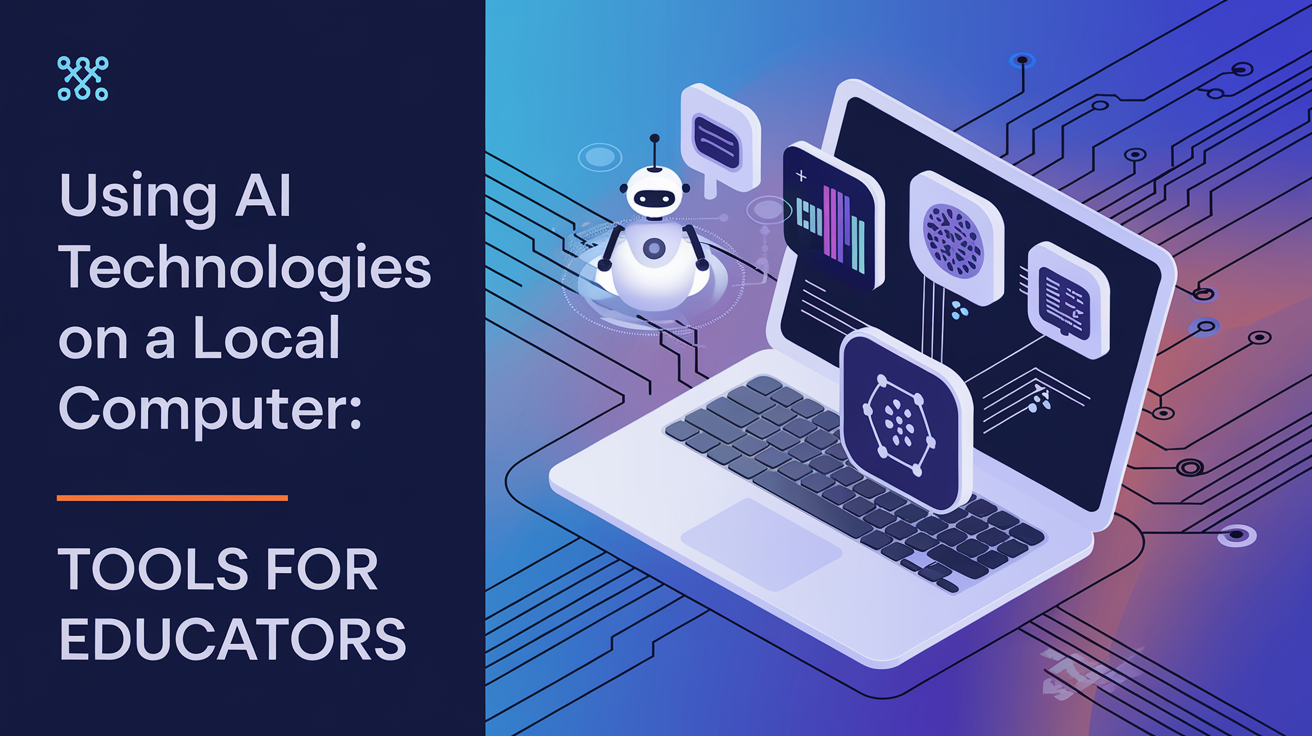 Using AI
Technologies
on a Local
Computer:
TOOLS FOR
EDUCATORS